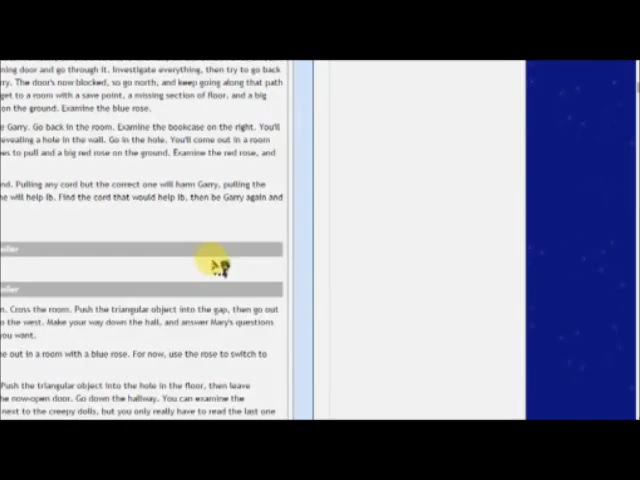 ning door and go through it. Investigate everything, then try to go back
ry. The door's now blocked, so go north, and keep going along that path
get to a room with a save point, a missing section of floor, and a big
on the ground. Examine the blue rose.
e Garry. Go back in the room. Examine the bookcase on the right. You'll
revealing a hole in the wall. Go in the hole. You'll come out in a room
es to pull and a big red rose on the ground. Examine the red rose, and
nd. Pulling any cord but the correct one will harm Garry, pulling the
ne will help Ib. Find the cord that would help Ib, then be Garry again and
oiler
oiler
n. Cross the room. Push the triangular object into the gap, then go out
o the west. Make your way down the hall, and answer Mary's questions
you want.
e out in a room with a blue rose. For now, use the rose to switch to
Push the triangular object into the hole in the floor, then leave
he now-open door. Go down the hallway. You can examine the
next to the creepy dolls, but you only really have to read the last one